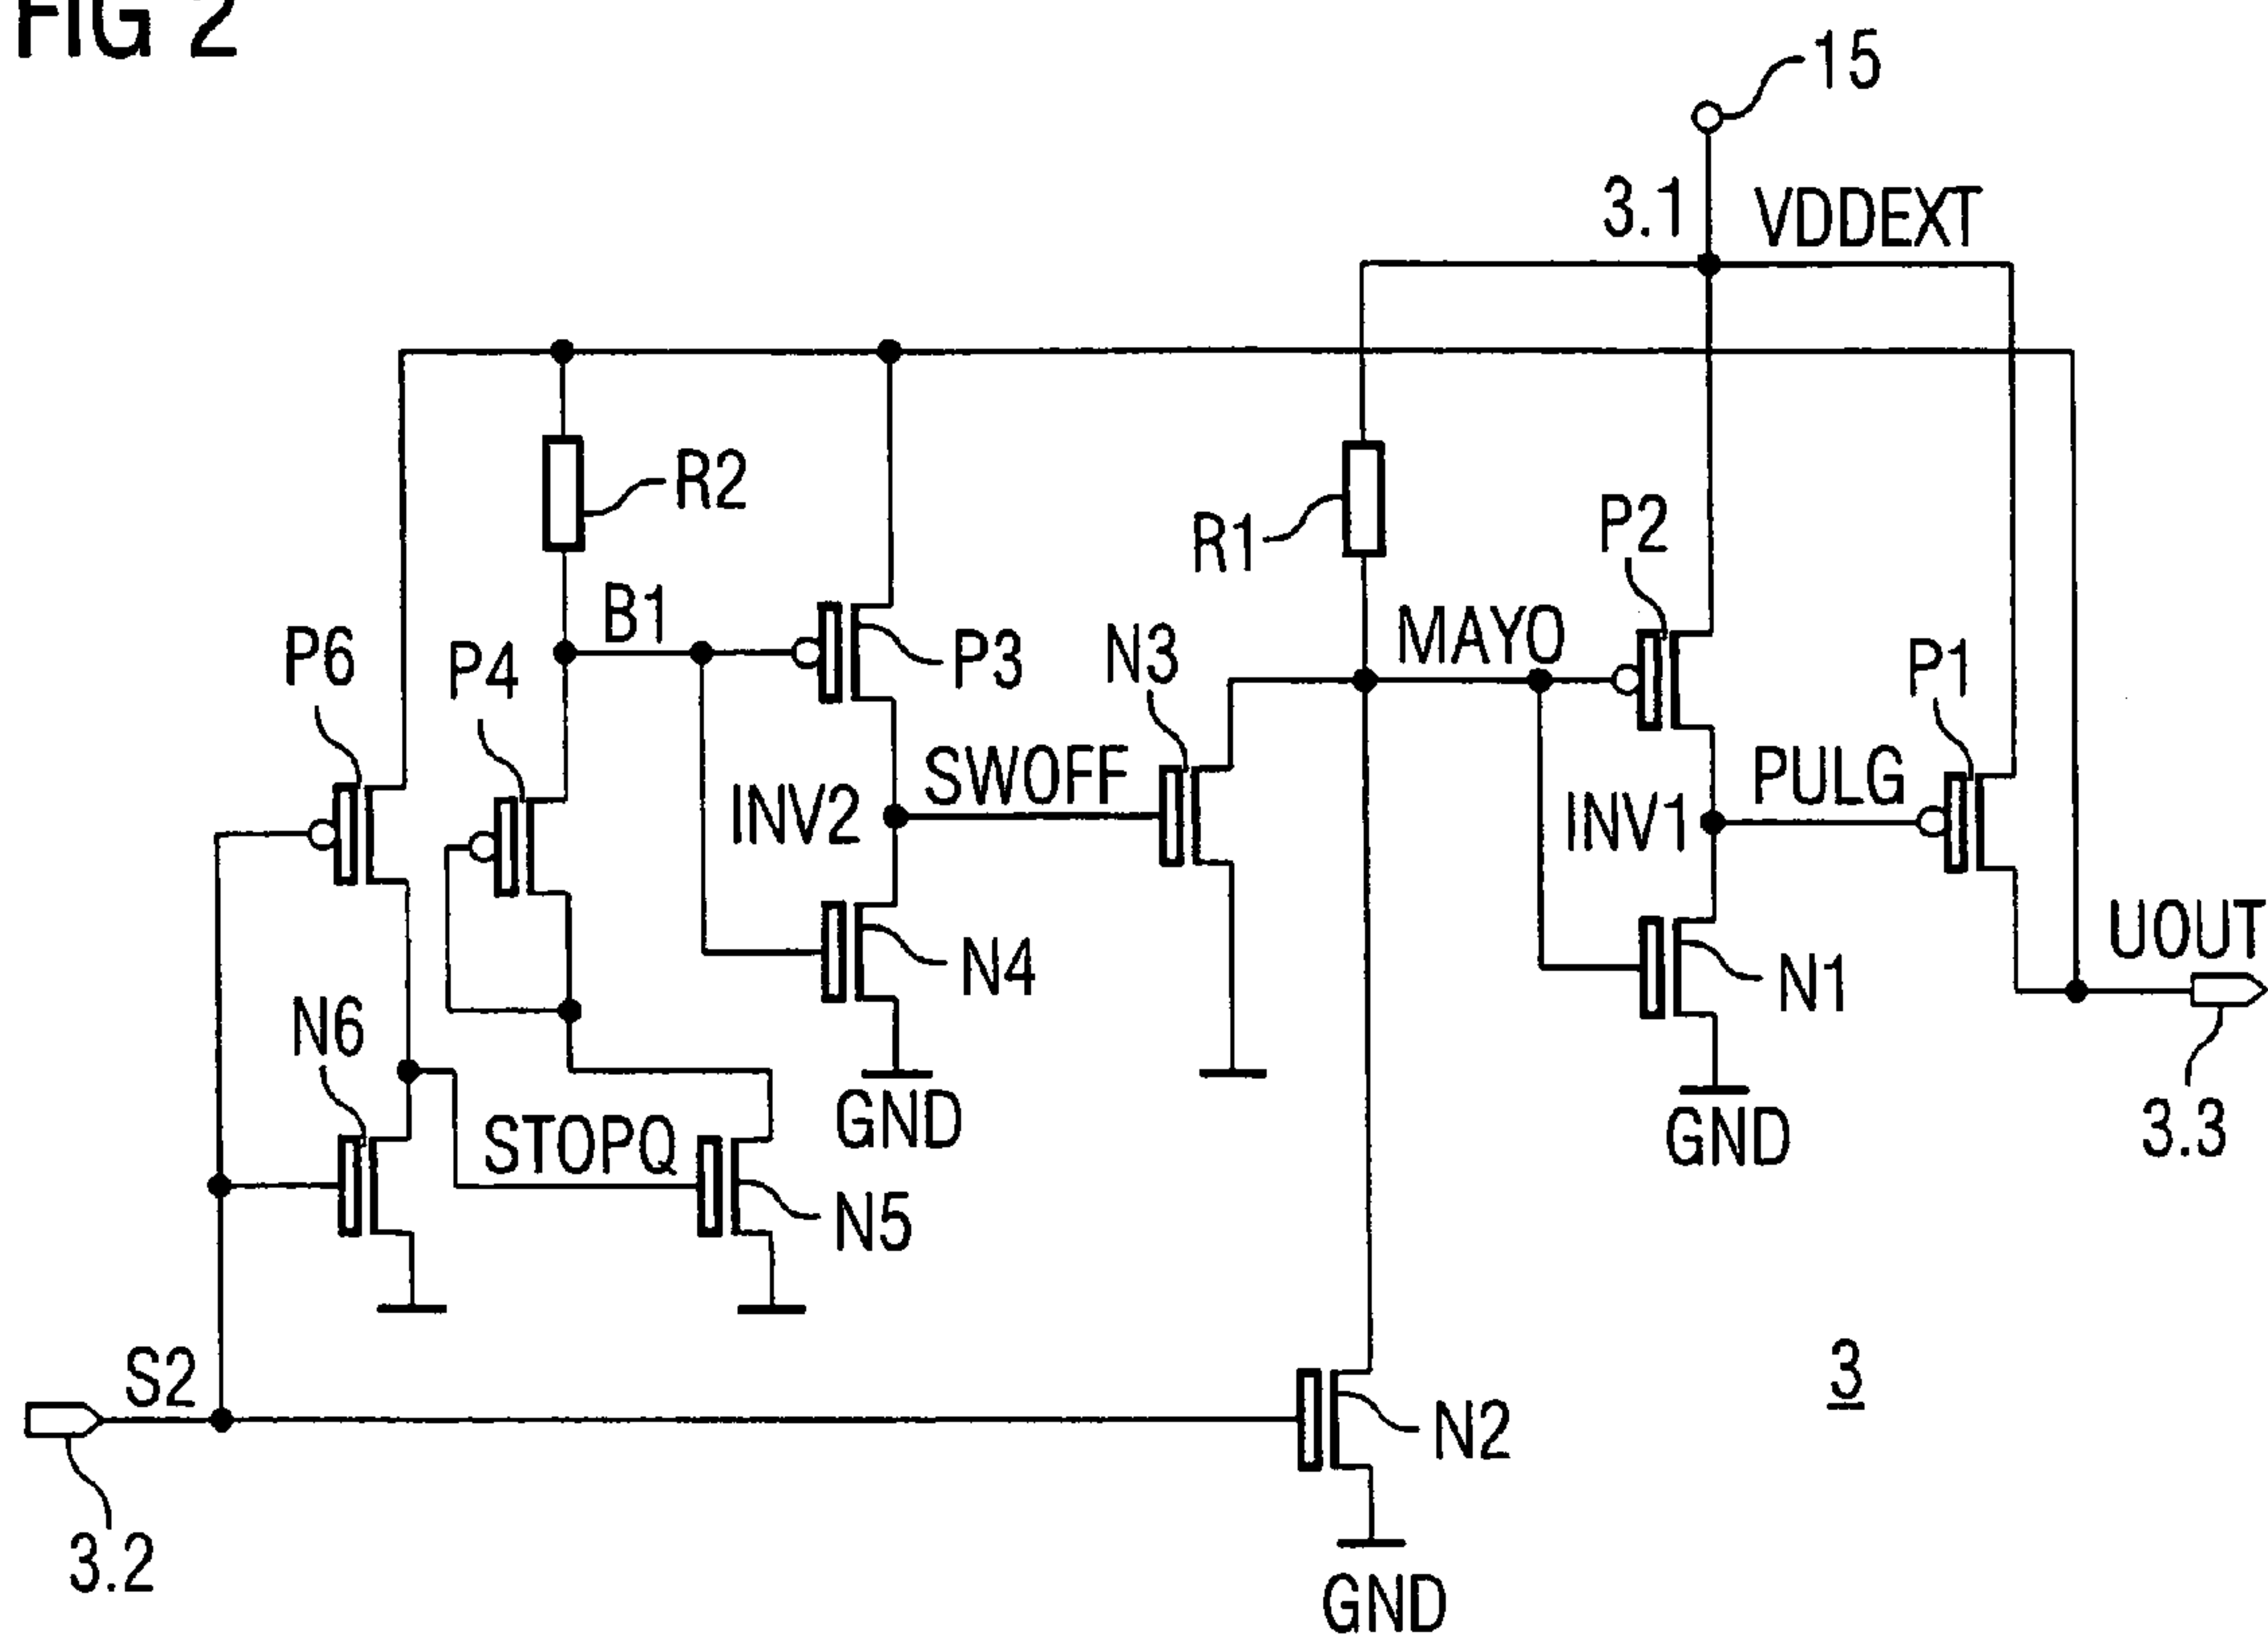 FIG 2
15
3.1
VDDEXT
R2
R1
P2
B1
MAYO
P6
P4
P3
N3
P1
SWOFF
PULG
INV2
INV1
UOUT
N4
N1
N6
GND
GND
STOPQ
3.3
N5
S2
3
N2
3.2
GND